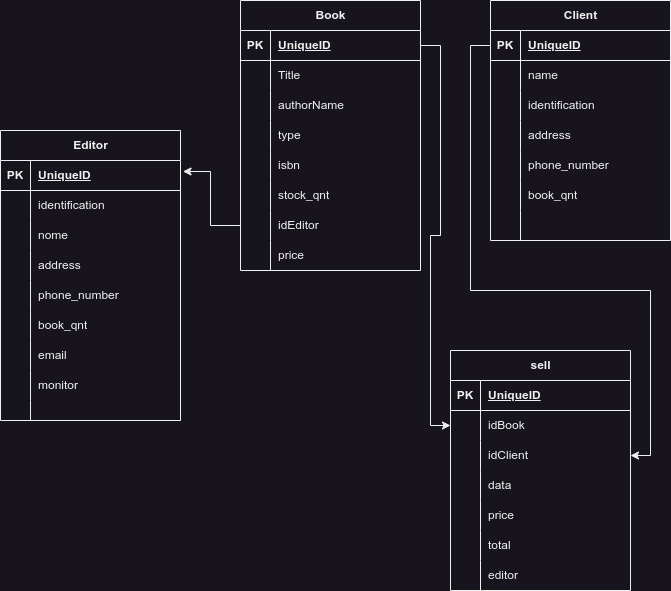 Book
PK UniqueID
Title
authorName
type
isbn
stock_qnt
idEditor
price
Client
PK UniqueID
name
identification
address
phone_number
book_qnt
Editor
PK UniqueID
identification
nome
address
phone_number
book_qnt
email
monitor
sell
PK UniqueID
idBook
idClient
data
price
total
editor